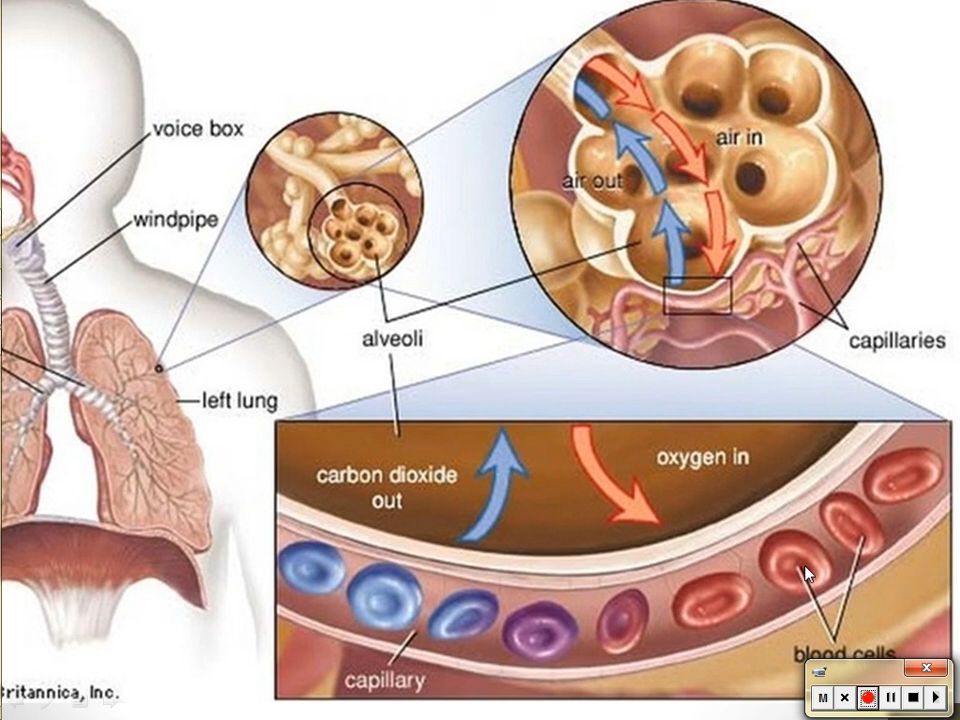 voice box
windpipe
air in
air out
alveoli
capillaries
left lung
carbon dioxide
out
oxygen in
blood cells
capillary
Britannica, Inc.
M